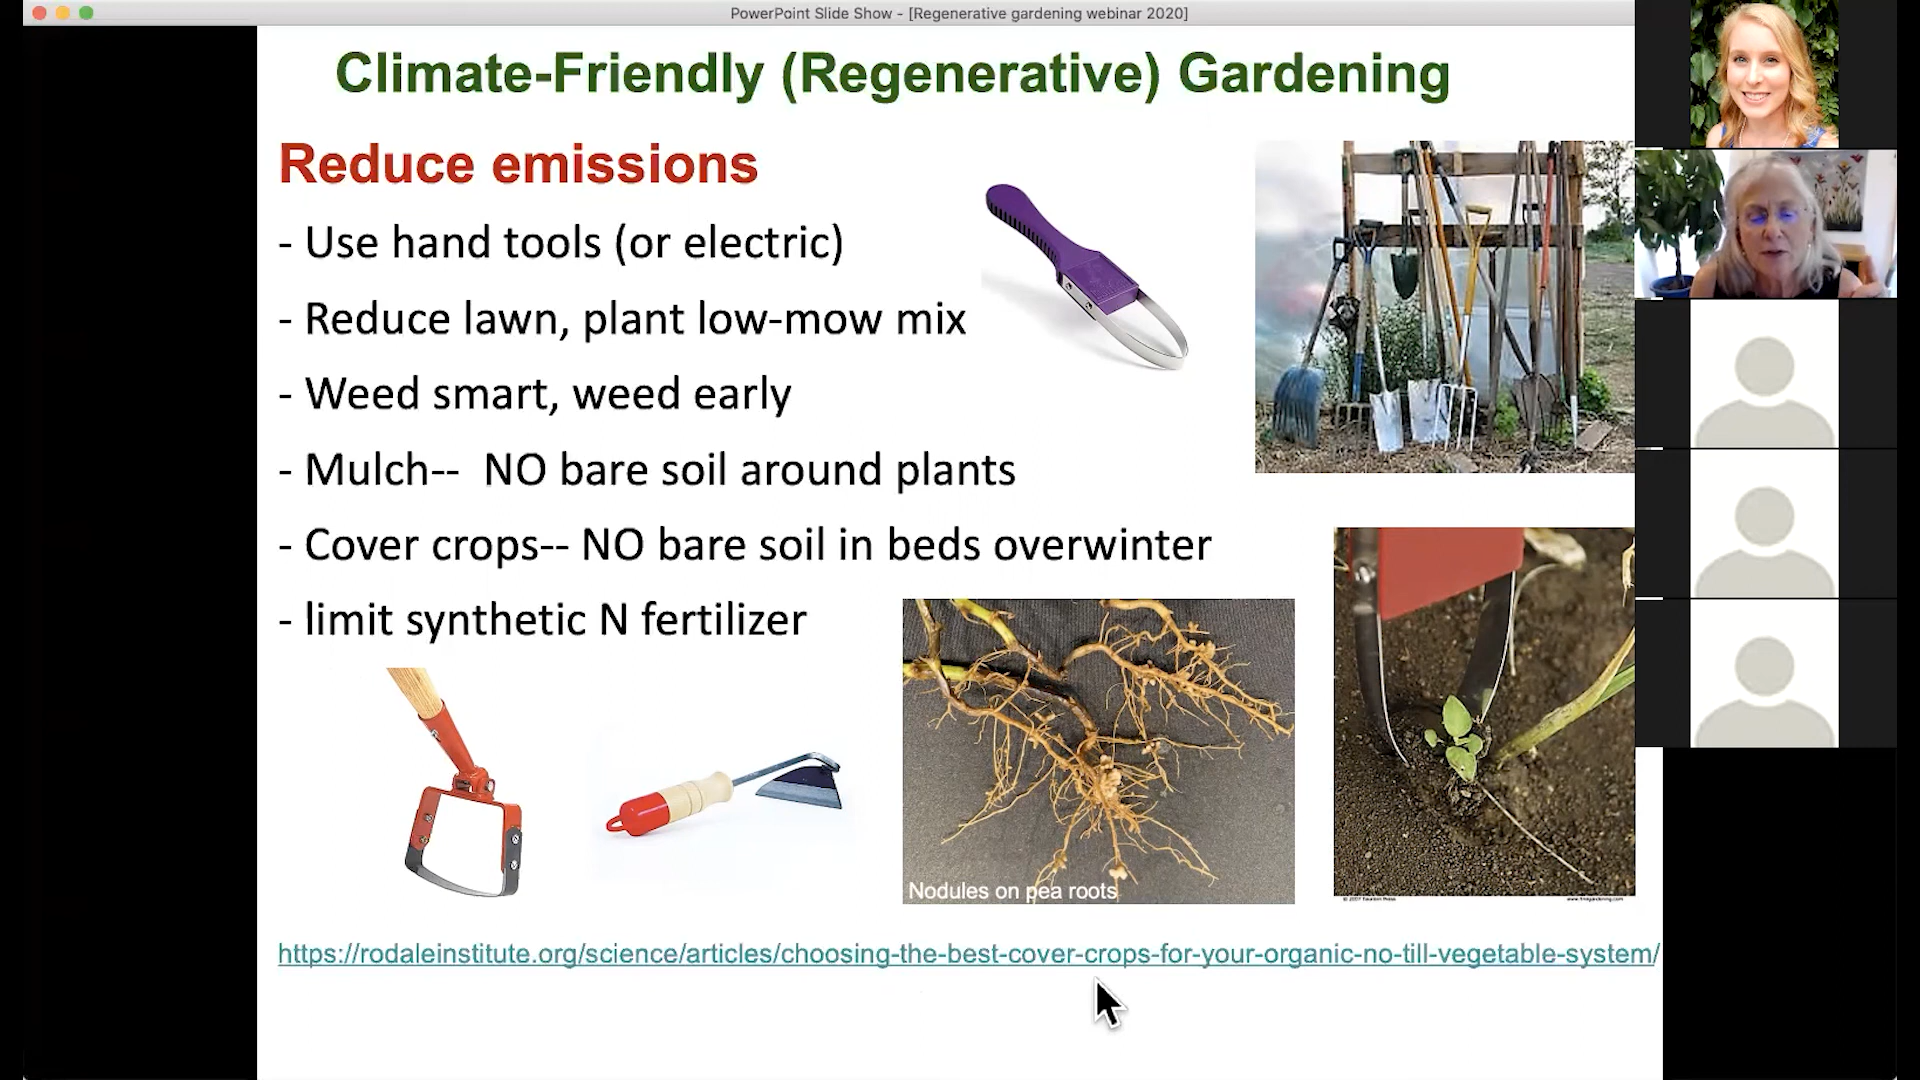 PowerPoint Slide Show - [Regenerative gardening webinar 2020]
Climate-Friendly (Regenerative) Gardening
Reduce emissions
- Use hand tools (or electric)
- Reduce lawn, plant low-mow mix
- Weed smart, weed early
- Mulch-- NO bare soil around plants
- Cover crops-- NO bare soil in beds overwinter
- limit synthetic N fertilizer
Nodules on pea roots
https://rodaleinstitute.org/science/articles/choosing-the-best-cover-crops-for-your-organic-no-till-vegetable-system/